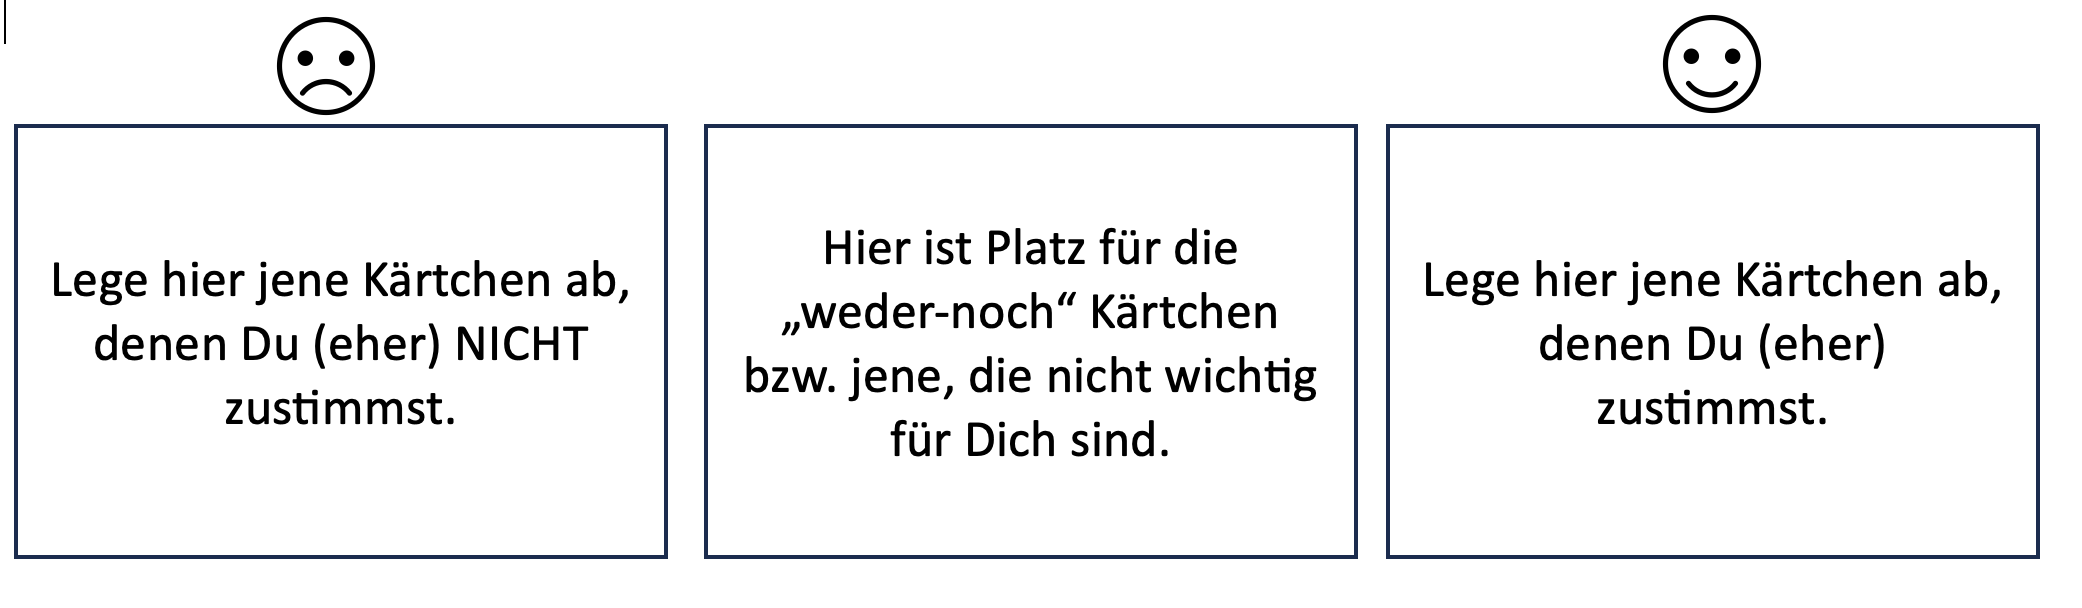 Lege hier jene Kärtchen ab,
denen Du (eher) NICHT
zustimmst.
Hier ist Platz für die
„weder-noch“ Kärtchen
bzw. jene, die nicht wichtig
für Dich sind.
Lege hier jene Kärtchen ab,
denen Du (eher)
zustimmst.